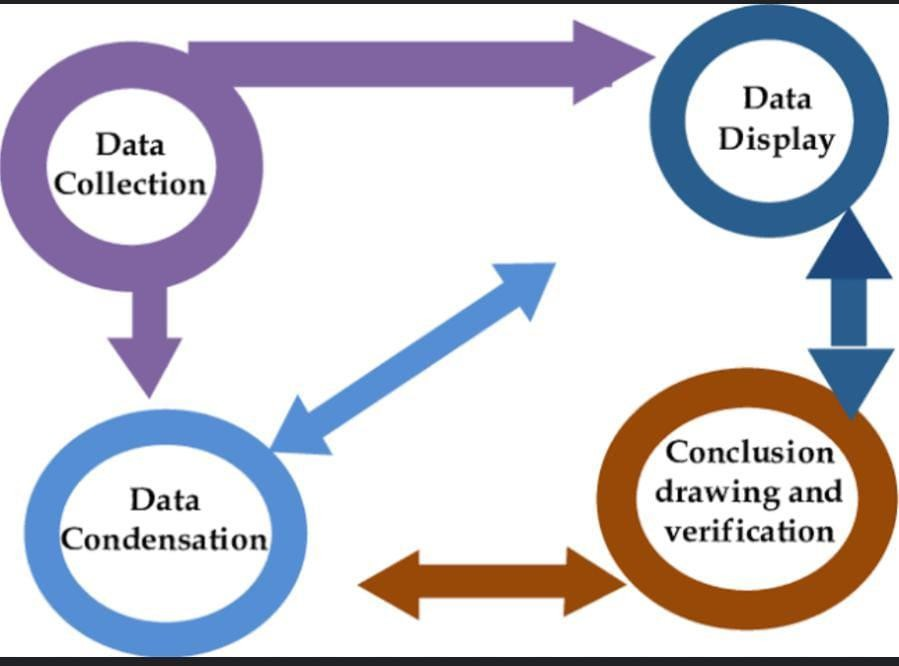 Data
Collection
Data
Display
Data
Condensation
Conclusion
drawing and
verification